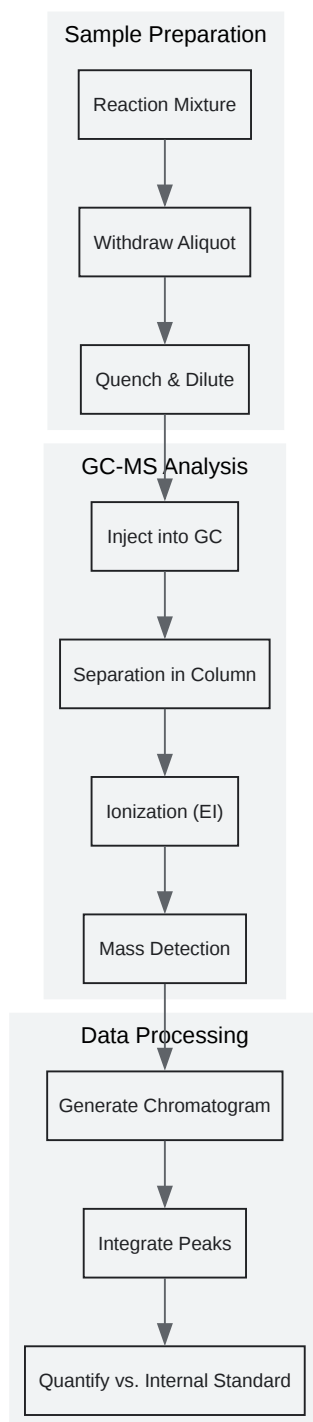 Sample Preparation
Reaction Mixture
Withdraw Aliquot
Quench & Dilute
GC-MS Analysis
Inject into GC
Separation in Column
Ionization (EI)
Mass Detection
Data Processing
Generate Chromatogram
Integrate Peaks
Quantify vs. Internal Standard